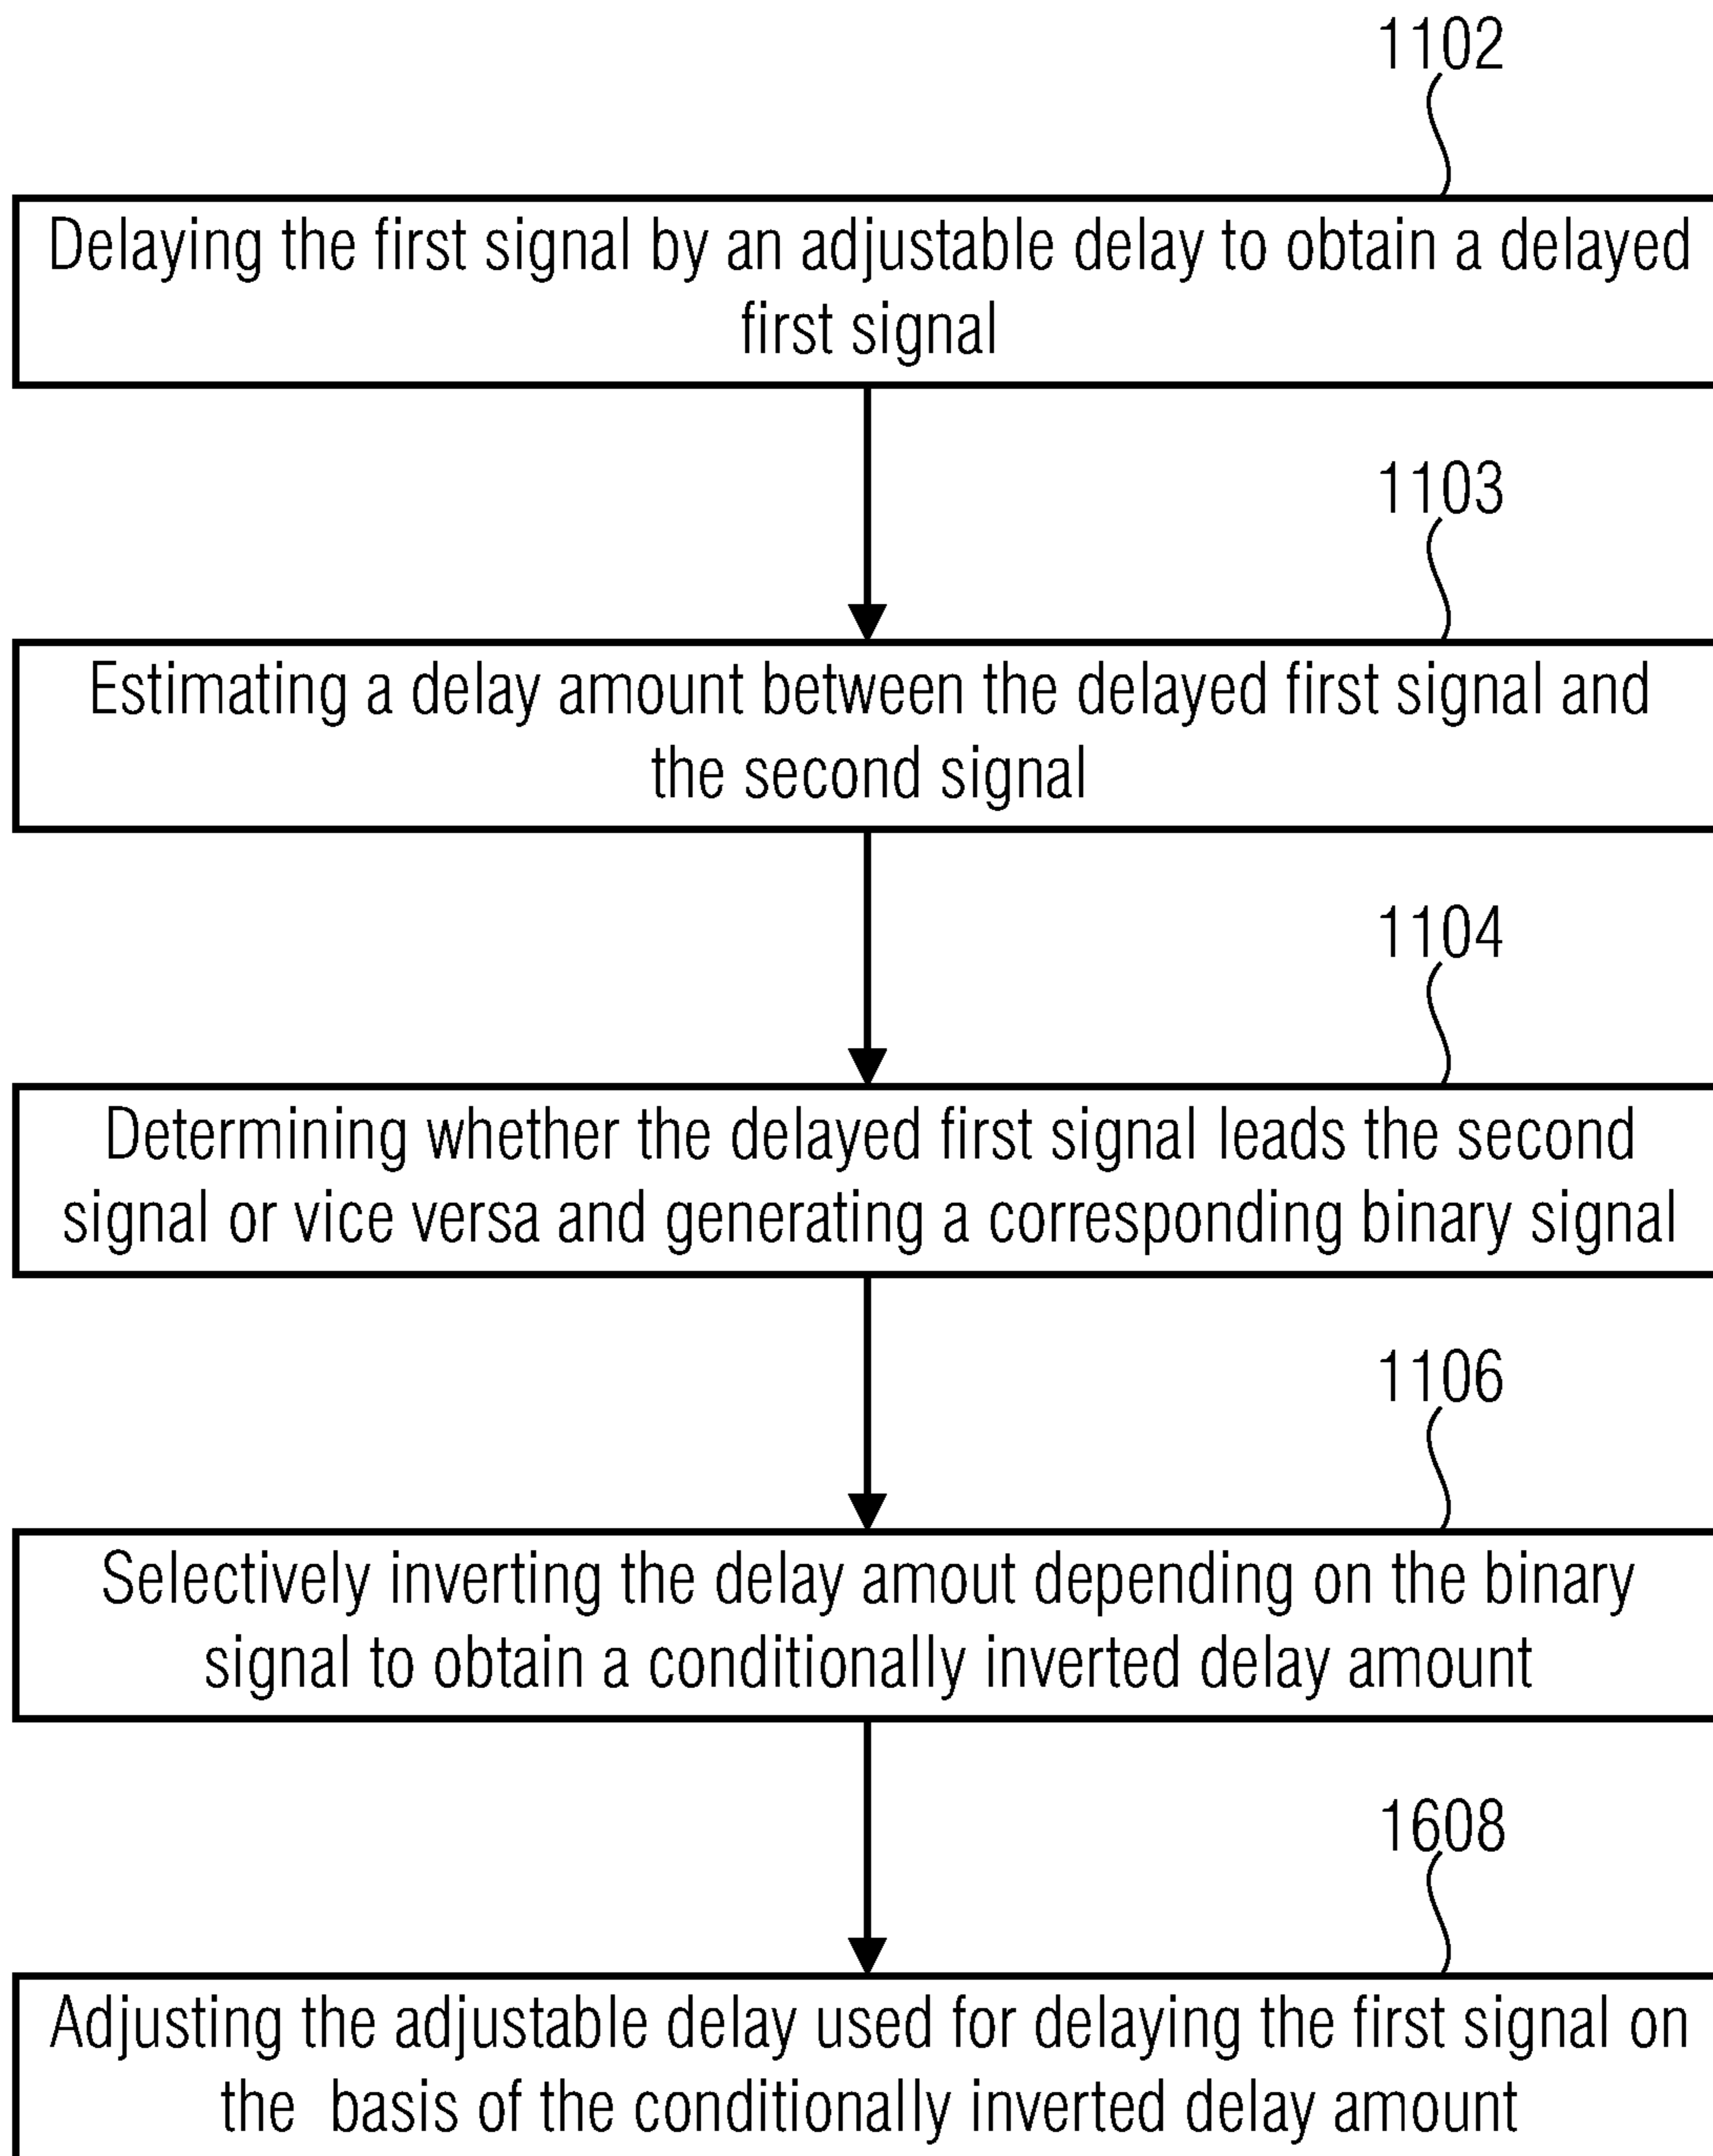 1102
Delaying the first signal by an adjustable delay to obtain a delayed
first signal
1103
Estimating a delay amount between the delayed first signal and
the second signal
1104
Determining whether the delayed first signal leads the second
signal or vice versa and generating a corresponding binary signal
1106
Selectively inverting the delay amout depending on the binary
signal to obtain a conditionally inverted delay amount
1608
Adjusting the adjustable delay used for delaying the first signal on
the basis of the conditionally inverted delay amount